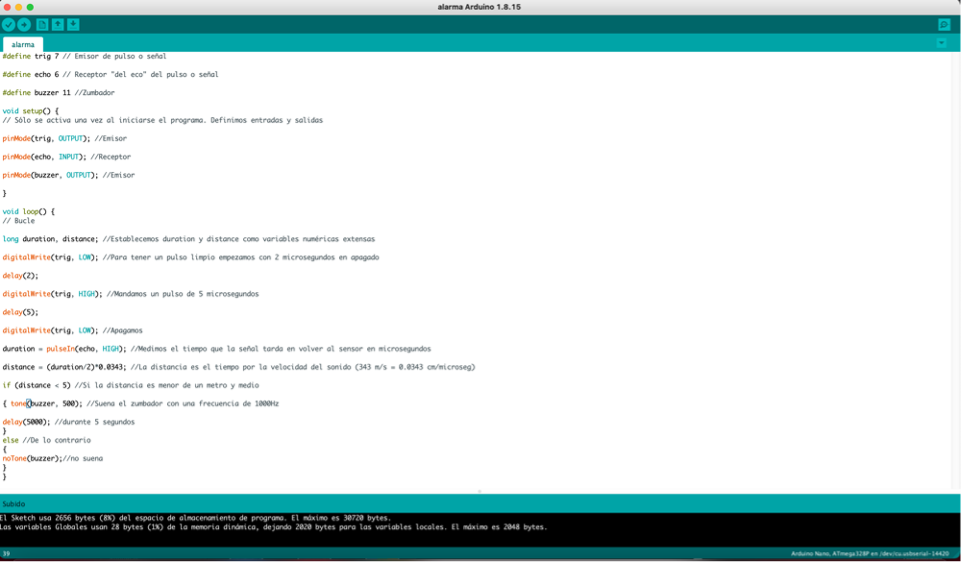 alarma Arduino 1.8.15
alarma
#define trig 7 // Emisor de pulso o señal
#define echo 6 // Receptor "del eco" del pulso o señal
#define buzzer 11 //Zumbador
void setup() {
// Sólo se activa una vez al iniciarse el programa. Definimos entradas y salidas
pinMode(trig, OUTPUT); //Emisor
pinMode(echo, INPUT); //Receptor
pinMode(buzzer, OUTPUT); //Emisor
}
void loop() {
// Bucle
long duration, distance; //Establecemos duration y distance como variables numéricas extensas
digitalWrite(trig, LOW); //Para tener un pulso limpio empezamos con 2 microsegundos en apagado
delay(2);
digitalWrite(trig, HIGH); //Mandamos un pulso de 5 microsegundos
delay(5);
digitalWrite(trig, LOW); //Apagamos
duration = pulseIn(echo, HIGH); //Medimos el tiempo que la señal tarda en volver al sensor en microsegundos
distance = (duration/2)*0.0343; //La distancia es el tiempo por la velocidad del sonido (343 m/s = 0.0343 cm/microseg)
if (distance < 5) //Si la distancia es menor de un metro y medio
{ tone(buzzer, 500); //Suena el zumbador con una frecuencia de 1000Hz
delay(5000); //durante 5 segundos
}
else //De lo contrario
{
noTone(buzzer);//no suena
}
}
Subido
El Sketch usa 2656 bytes (8%) del espacio de almacenamiento de programa. El máximo es 30720 bytes.
Las variables Globales usan 28 bytes (1%) de la memoria dinámica, dejando 2020 bytes para las variables locales. El máximo es 2048 bytes.
39
Arduino Nano, ATmega328P en /dev/cu.usbserial-14420